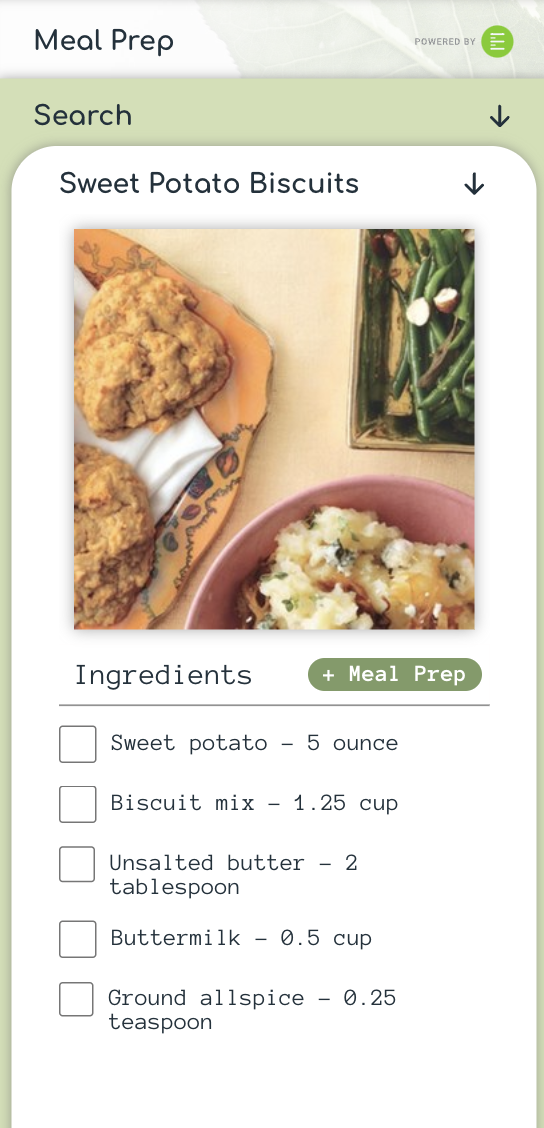 Meal Prep
POWERED BY
Search
Sweet Potato Biscuits
Ingredients
+ Meal Prep
Sweet potato - 5 ounce
Biscuit mix - 1.25 cup
Unsalted butter - 2
tablespoon
Buttermilk - 0.5 cup
Ground allspice - 0.25
teaspoon